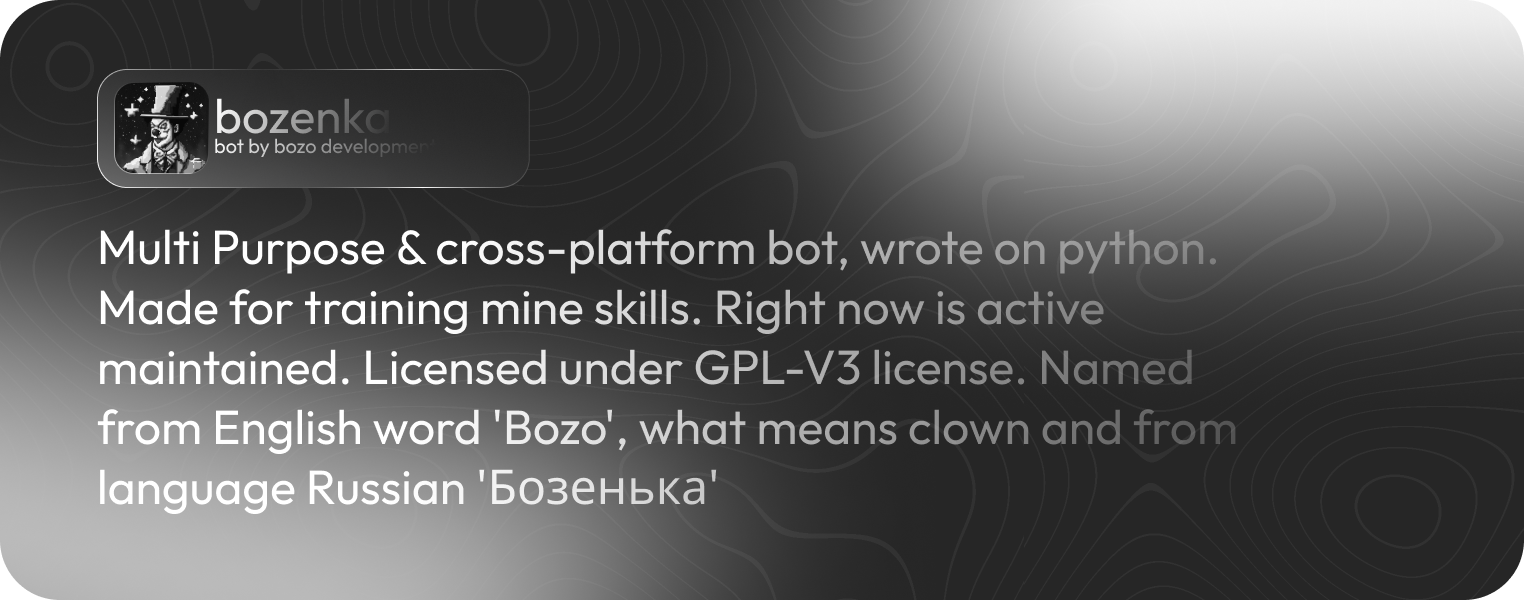 bozenka
bot by bozo development
Multi Purpose & cross-platform bot, wrote on python.
Made for training mine skills. Right now is active
maintained. Licensed under GPL-V3 license. Named
from English word 'Bozo', what means clown and from
language Russian 'Бозенька'